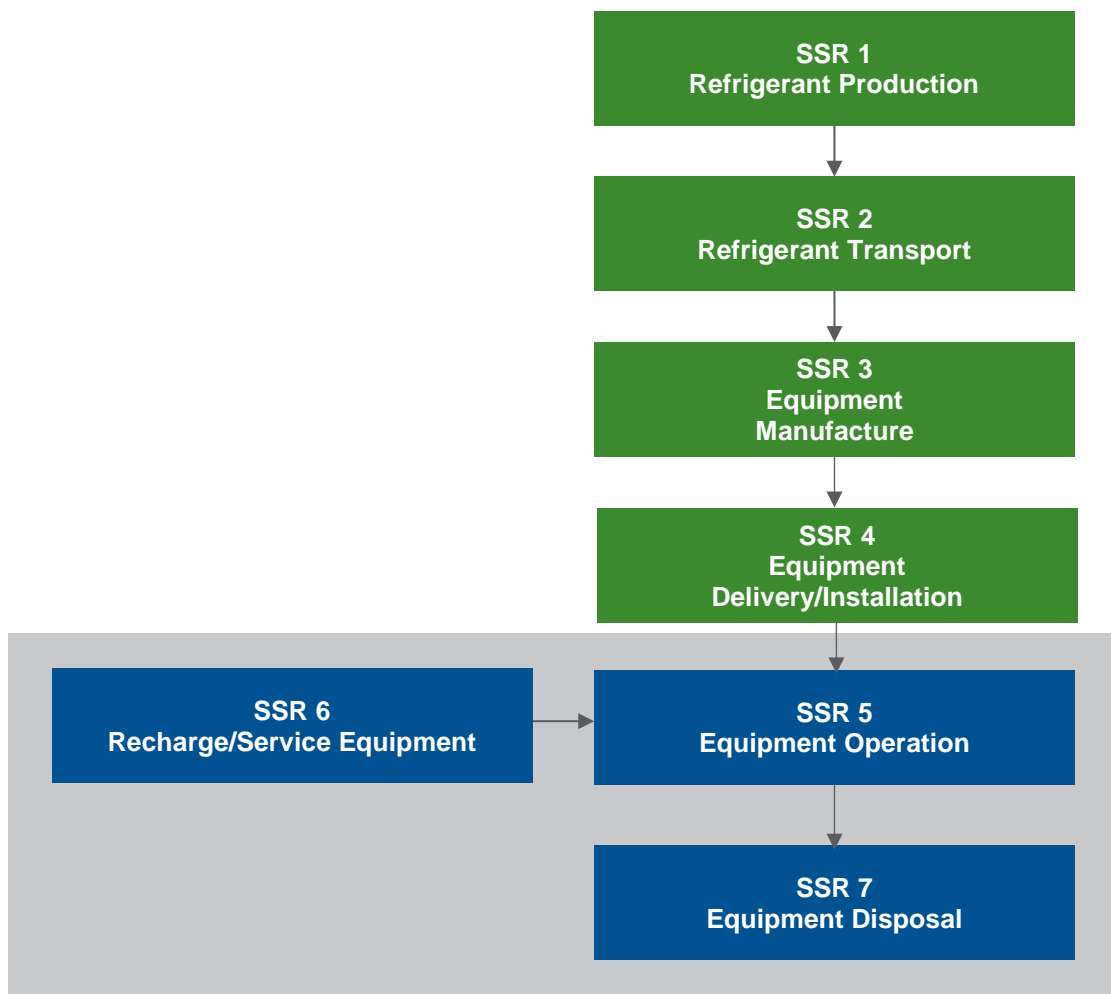 SSR 1
Refrigerant Production
SSR 2
Refrigerant Transport
SSR 3
Equipment
Manufacture
SSR 4
Equipment
Delivery/Installation
SSR 6
Recharge/Service Equipment
SSR 5
Equipment Operation
SSR 7
Equipment Disposal